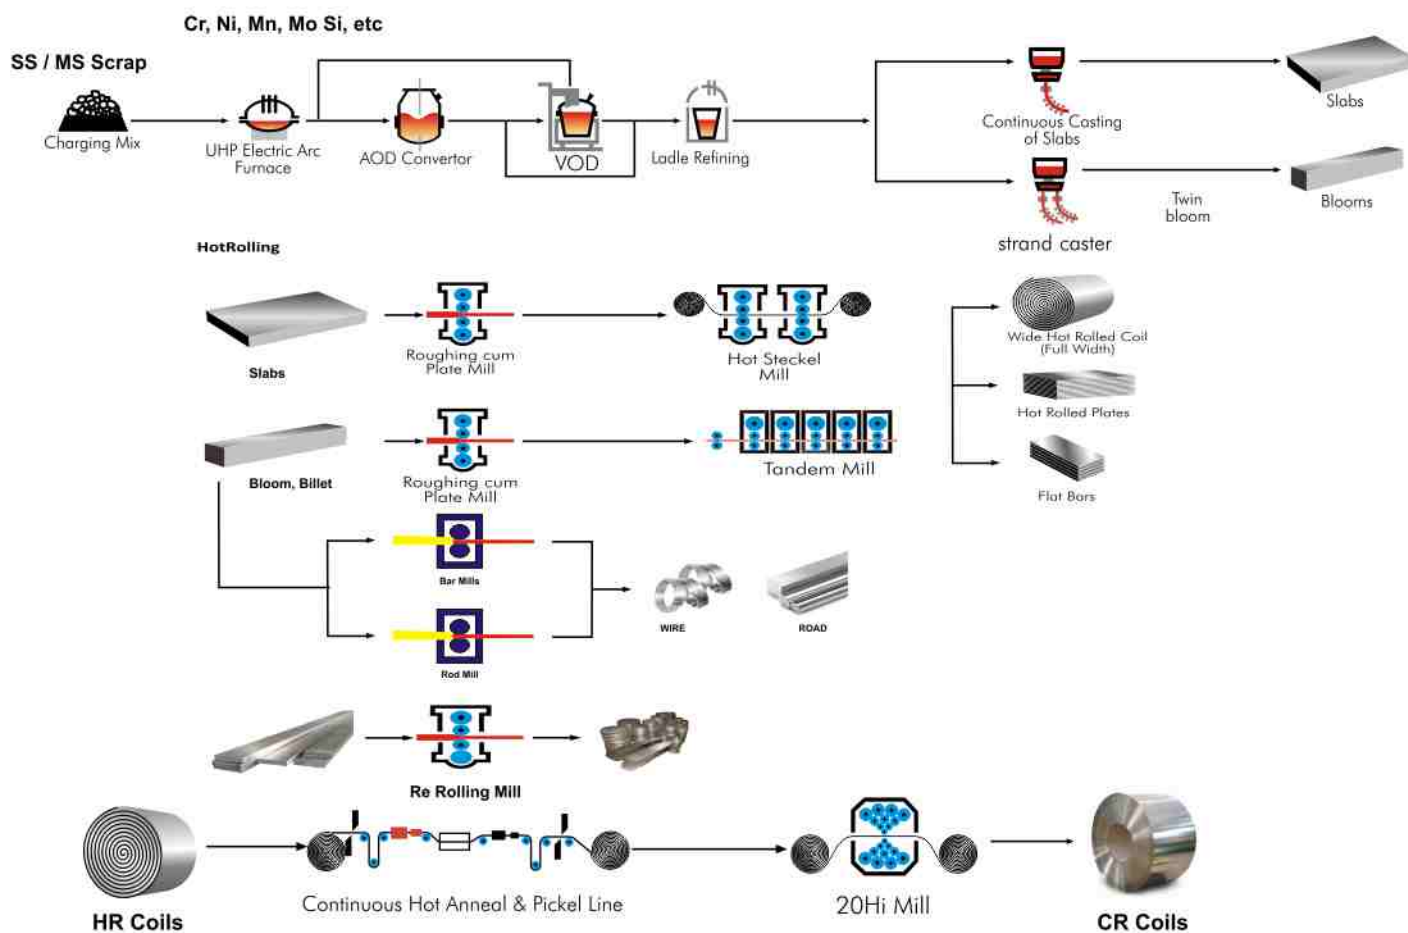 Cr, Ni, Mn, Mo Si, etc
SS / MS Scrap
Charging Mix
UHP Electric Arc
Furnace
AOD Convertor
VOD
Ladle Refining
Continuous Casting
of Slabs
Slabs
strand caster
Twin
bloom
Blooms
HotRolling
Slabs
Roughing cum
Plate Mill
Hot Steckel
Mill
Wide Hot Rolled Coil
(Full Width)
Hot Rolled Plates
Flat Bars
Bloom, Billet
Roughing cum
Plate Mill
Tandem Mill
Bar Mills
Rod Mill
WIRE
ROAD
Re Rolling Mill
HR Coils
Continuous Hot Anneal & Pickel Line
20Hi Mill
CR Coils